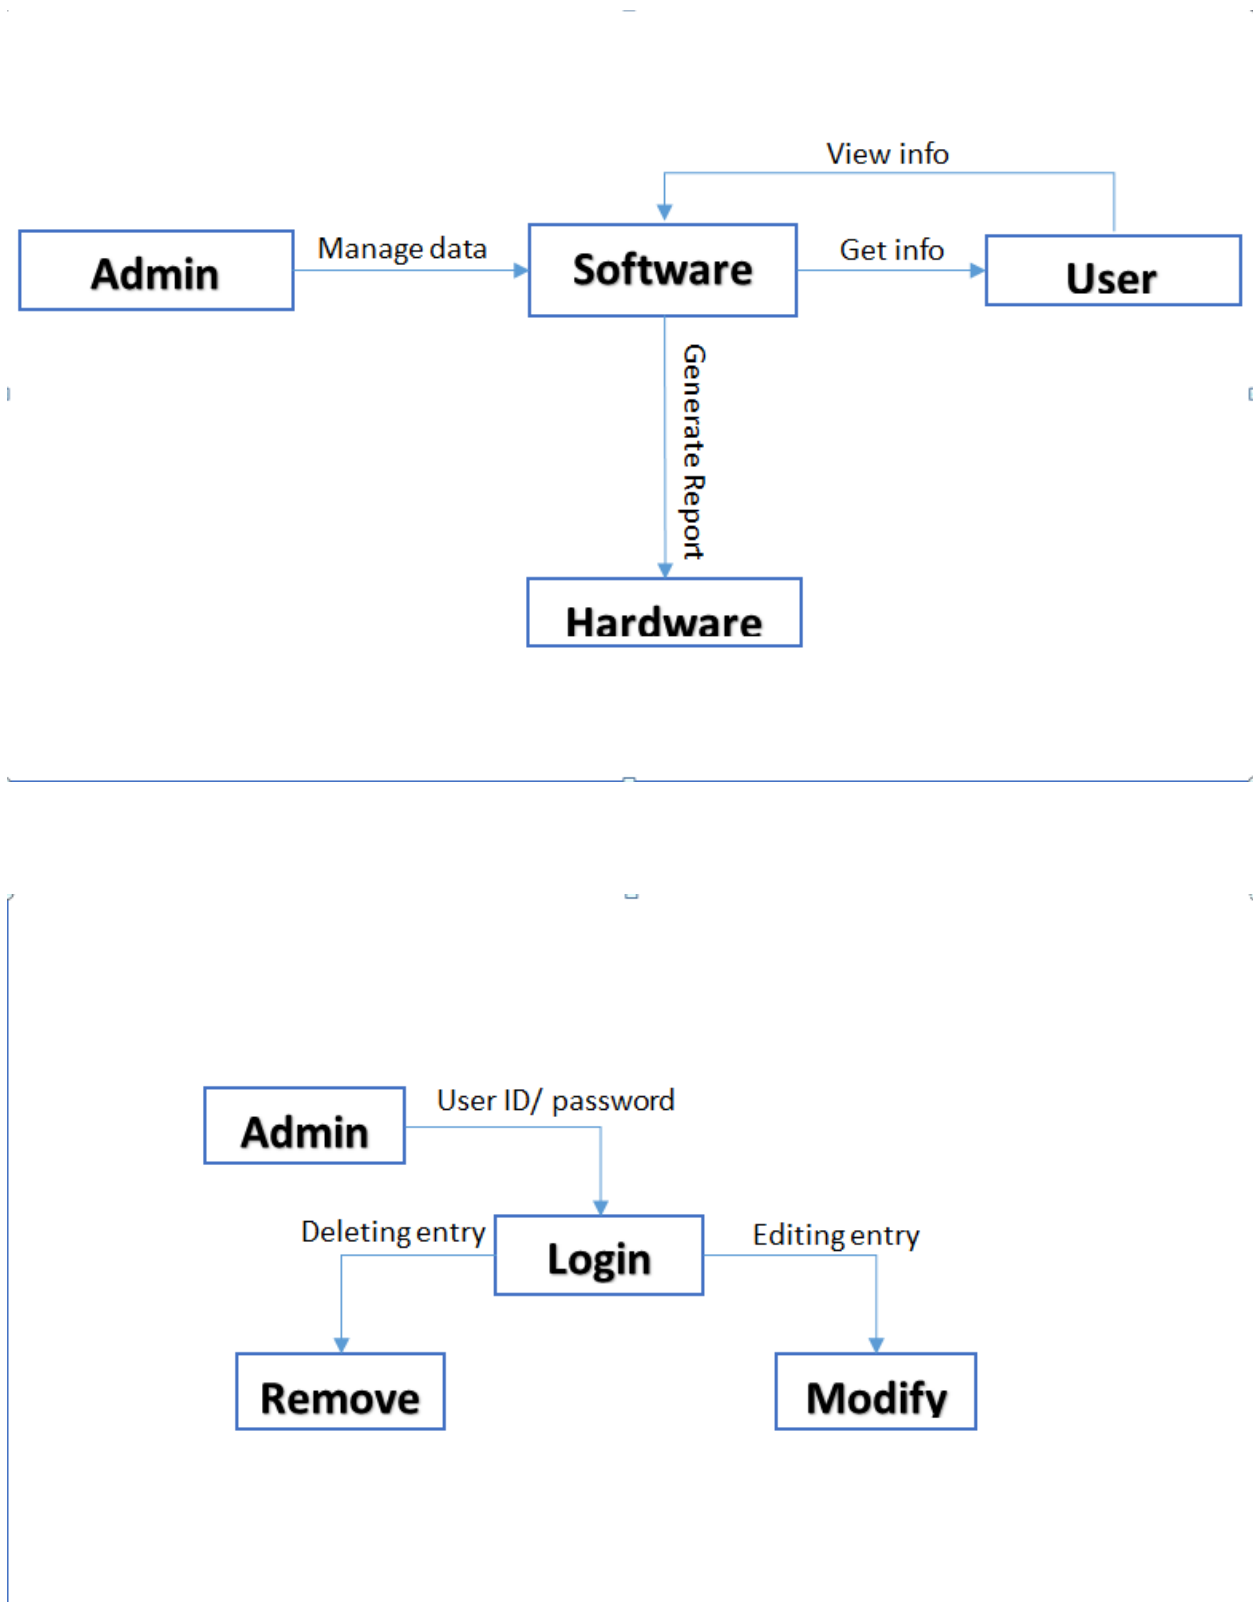 View info
Admin
Manage data
Software
Get info
User
Generate Report
Hardware
Admin
User ID/ password
Deleting entry
Login
Editing entry
Remove
Modify